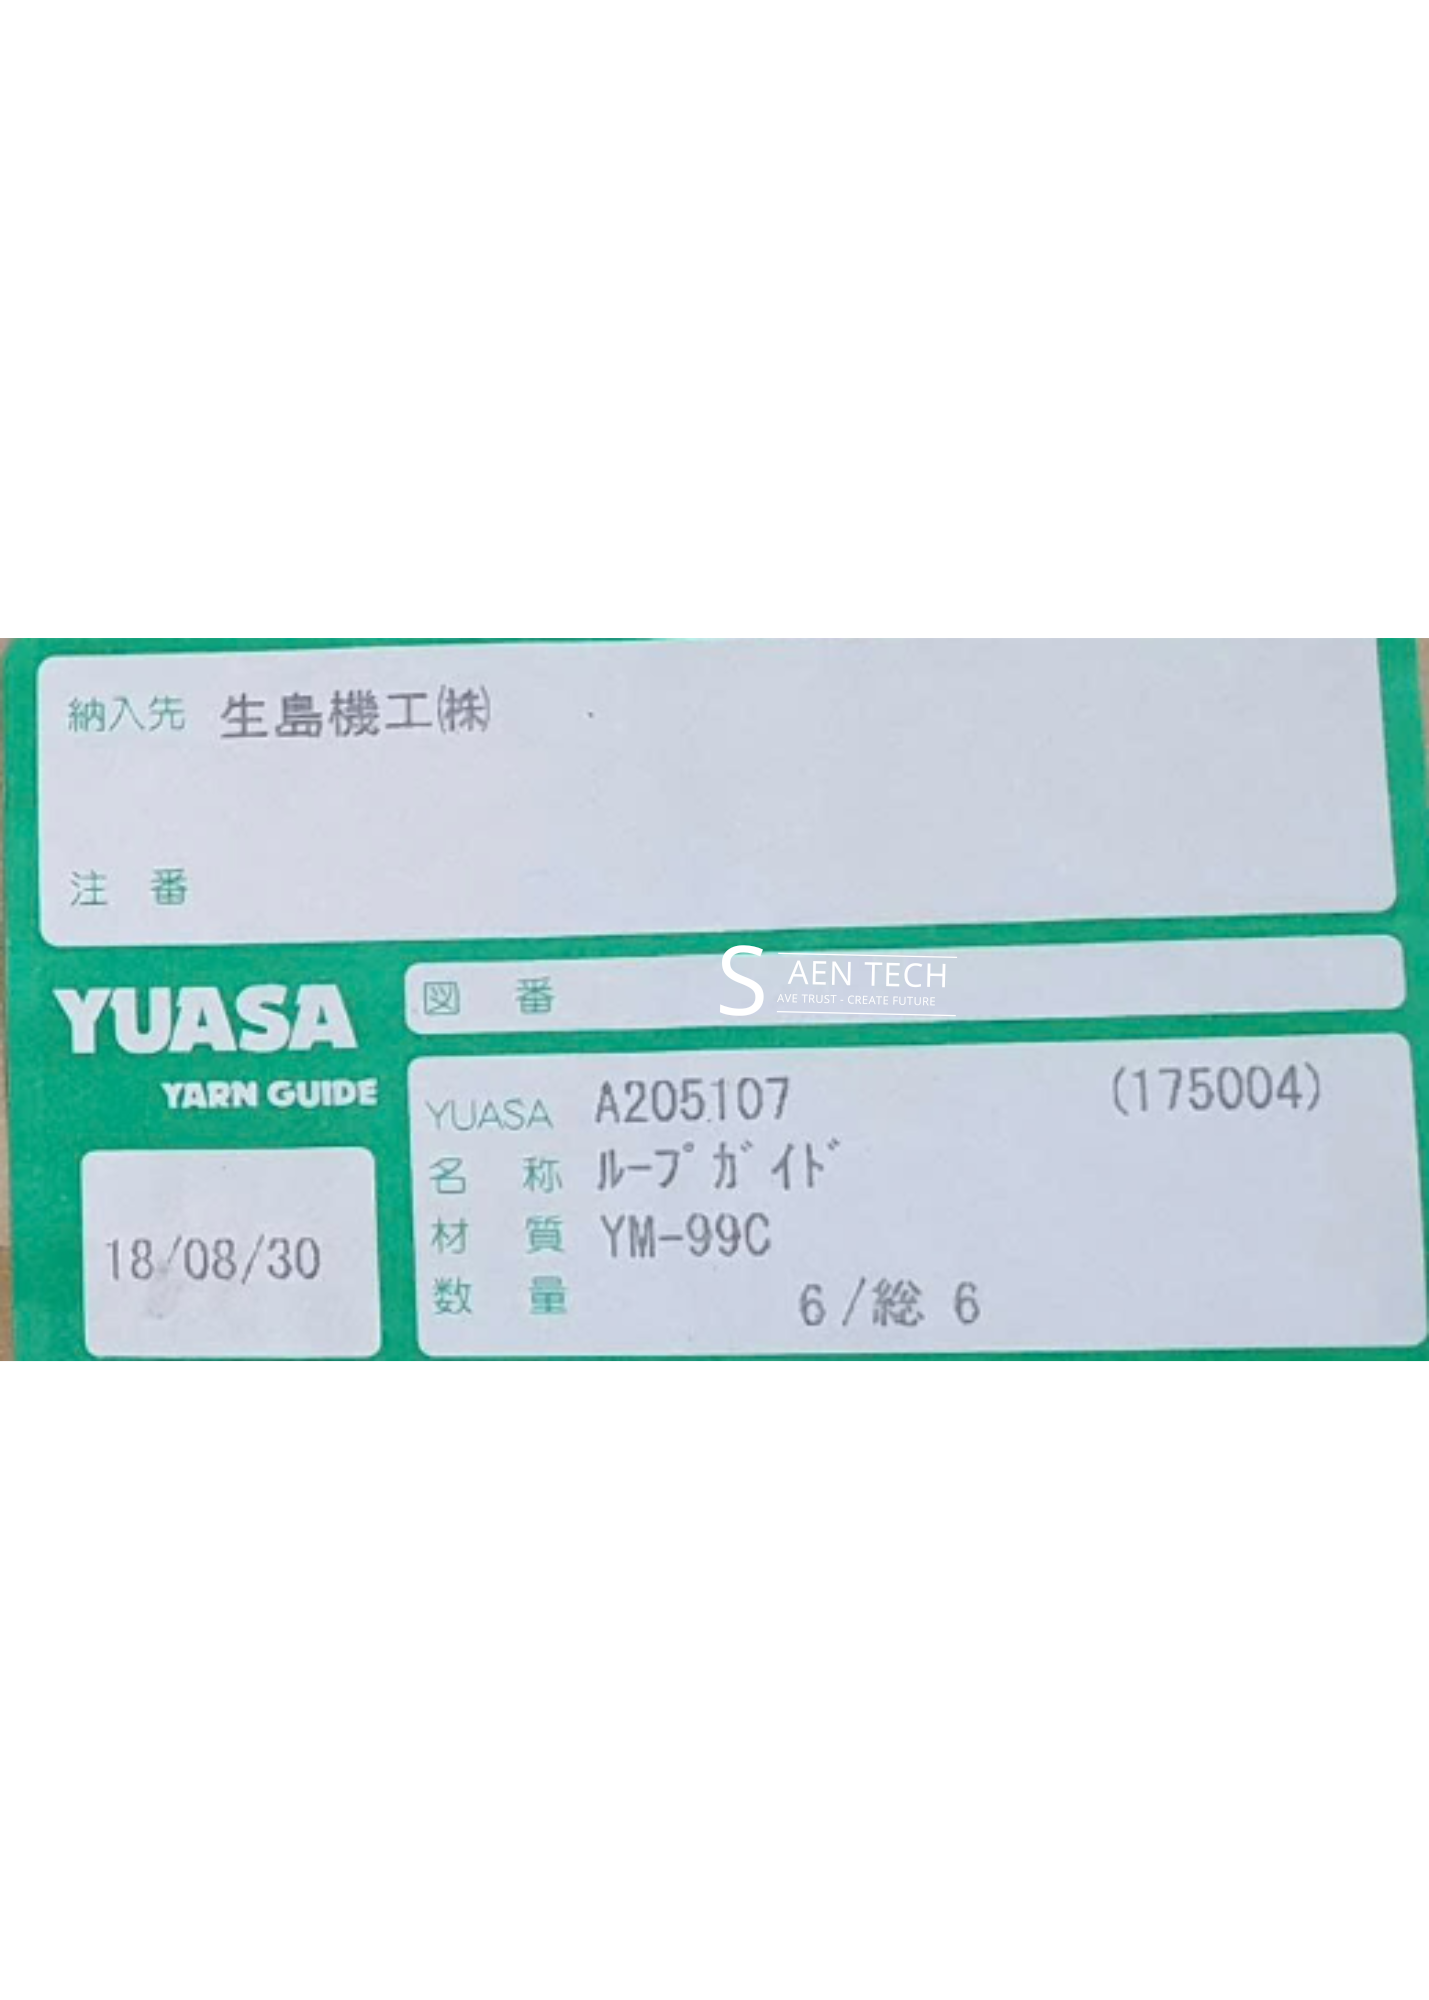 納入先 生島機工㈱
注 番
SAEN TECH
AVE TRUST - CREATE FUTURE
YUASA
YARN GUIDE
図 番
YUASA A205107 (175004)
名 称 ﾙｰﾌﾟｶﾞｲﾄﾞ
材 質 YM-99C
数 量 6/総 6
18/08/30